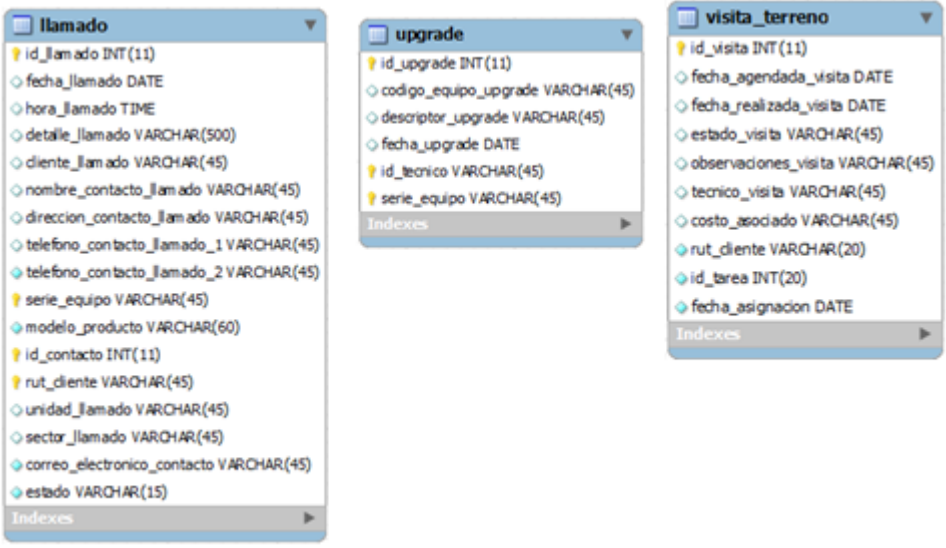 llamado
id_llamado INT(11)
fecha_llamado DATE
hora_llamado TIME
detalle_llamado VARCHAR(500)
cliente_llamado VARCHAR(45)
nombre_contacto_llamado VARCHAR(45)
direccion_contacto_llamado VARCHAR(45)
telefono_contacto_llamado_1 VARCHAR(45)
telefono_contacto_llamado_2 VARCHAR(45)
serie_equipo VARCHAR(45)
modelo_producto VARCHAR(60)
id_contacto INT(11)
rut_cliente VARCHAR(45)
unidad_llamado VARCHAR(45)
sector_llamado VARCHAR(45)
correo_electronico_contacto VARCHAR(45)
estado VARCHAR(15)
Indexes
upgrade
id_upgrade INT(11)
codigo_equipo_upgrade VARCHAR(45)
descriptor_upgrade VARCHAR(45)
fecha_upgrade DATE
id_tecnico VARCHAR(45)
serie_equipo VARCHAR(45)
Indexes
visita_terreno
id_visita INT(11)
fecha_agendada_visita DATE
fecha_realizada_visita DATE
estado_visita VARCHAR(45)
observaciones_visita VARCHAR(45)
tecnico_visita VARCHAR(45)
costo_asociado VARCHAR(45)
rut_cliente VARCHAR(20)
id_tarea INT(20)
fecha_asignacion DATE
Indexes